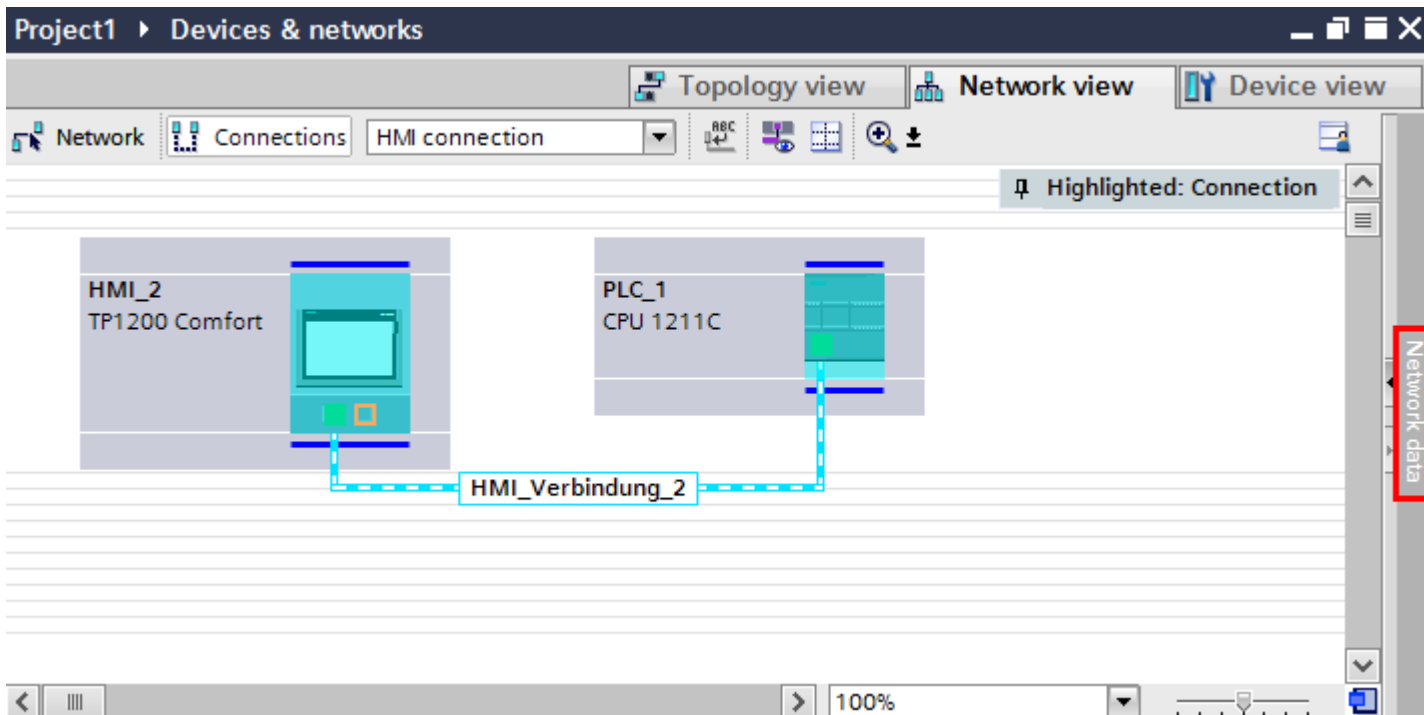 Project1 ▸ Devices & networks
Topology view Network view Device view
Network Connections HMI connection
Highlighted: Connection
HMI_2
TP1200 Comfort
PLC_1
CPU 1211C
Network data
HMI_Verbindung_2
100%